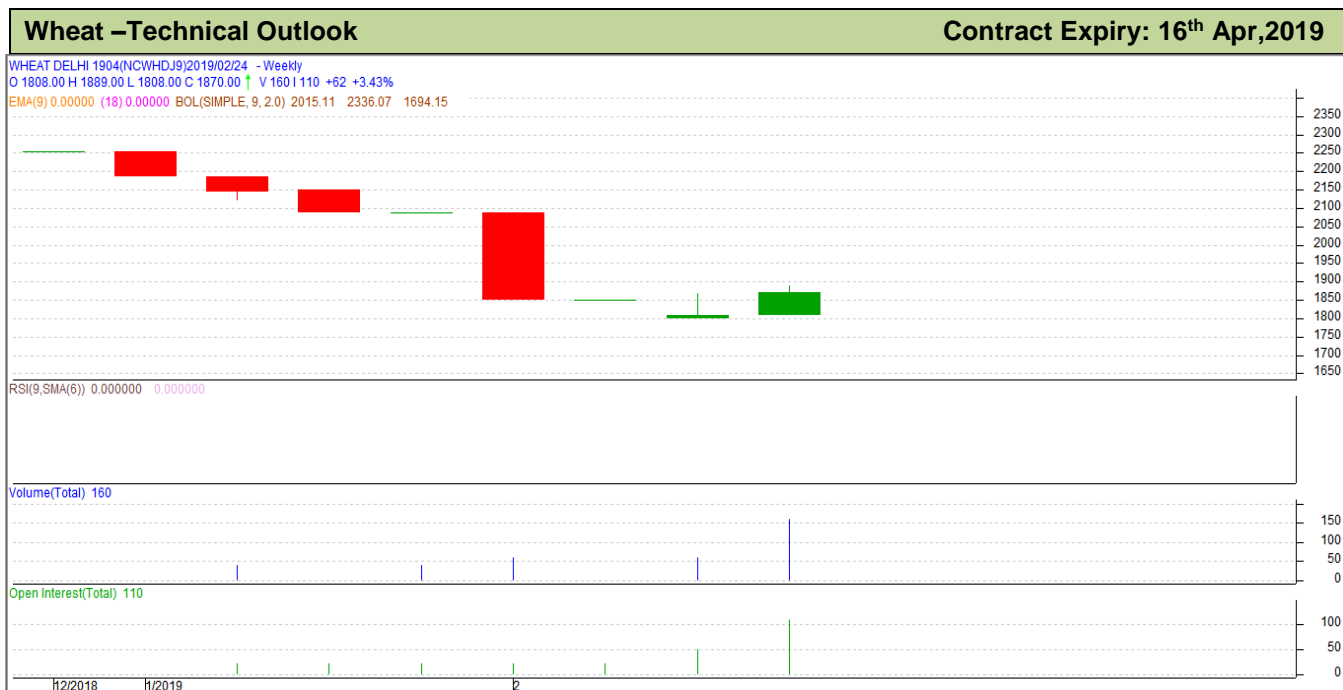 Wheat –Technical Outlook Contract Expiry: 16th Apr,2019
WHEAT DELHI 1904(NCWHDJ9)2019/02/24 - Weekly
O 1808.00 H 1889.00 L 1808.00 C 1870.00 ↑ V 160 I 110 +62 +3.43%
EMA(9) 0.00000 (18) 0.00000 BOL(SIMPLE, 9, 2.0) 2015.11 2336.07 1694.15
2350
2300
2250
2200
2150
2100
2050
2000
1950
1900
1850
1800
1750
1700
1650
RSI(9,SMA(6)) 0.000000 0.000000
Volume(Total) 160
150
100
50
0
Open Interest(Total) 110
100
50
0
12/2018 1/2019 2